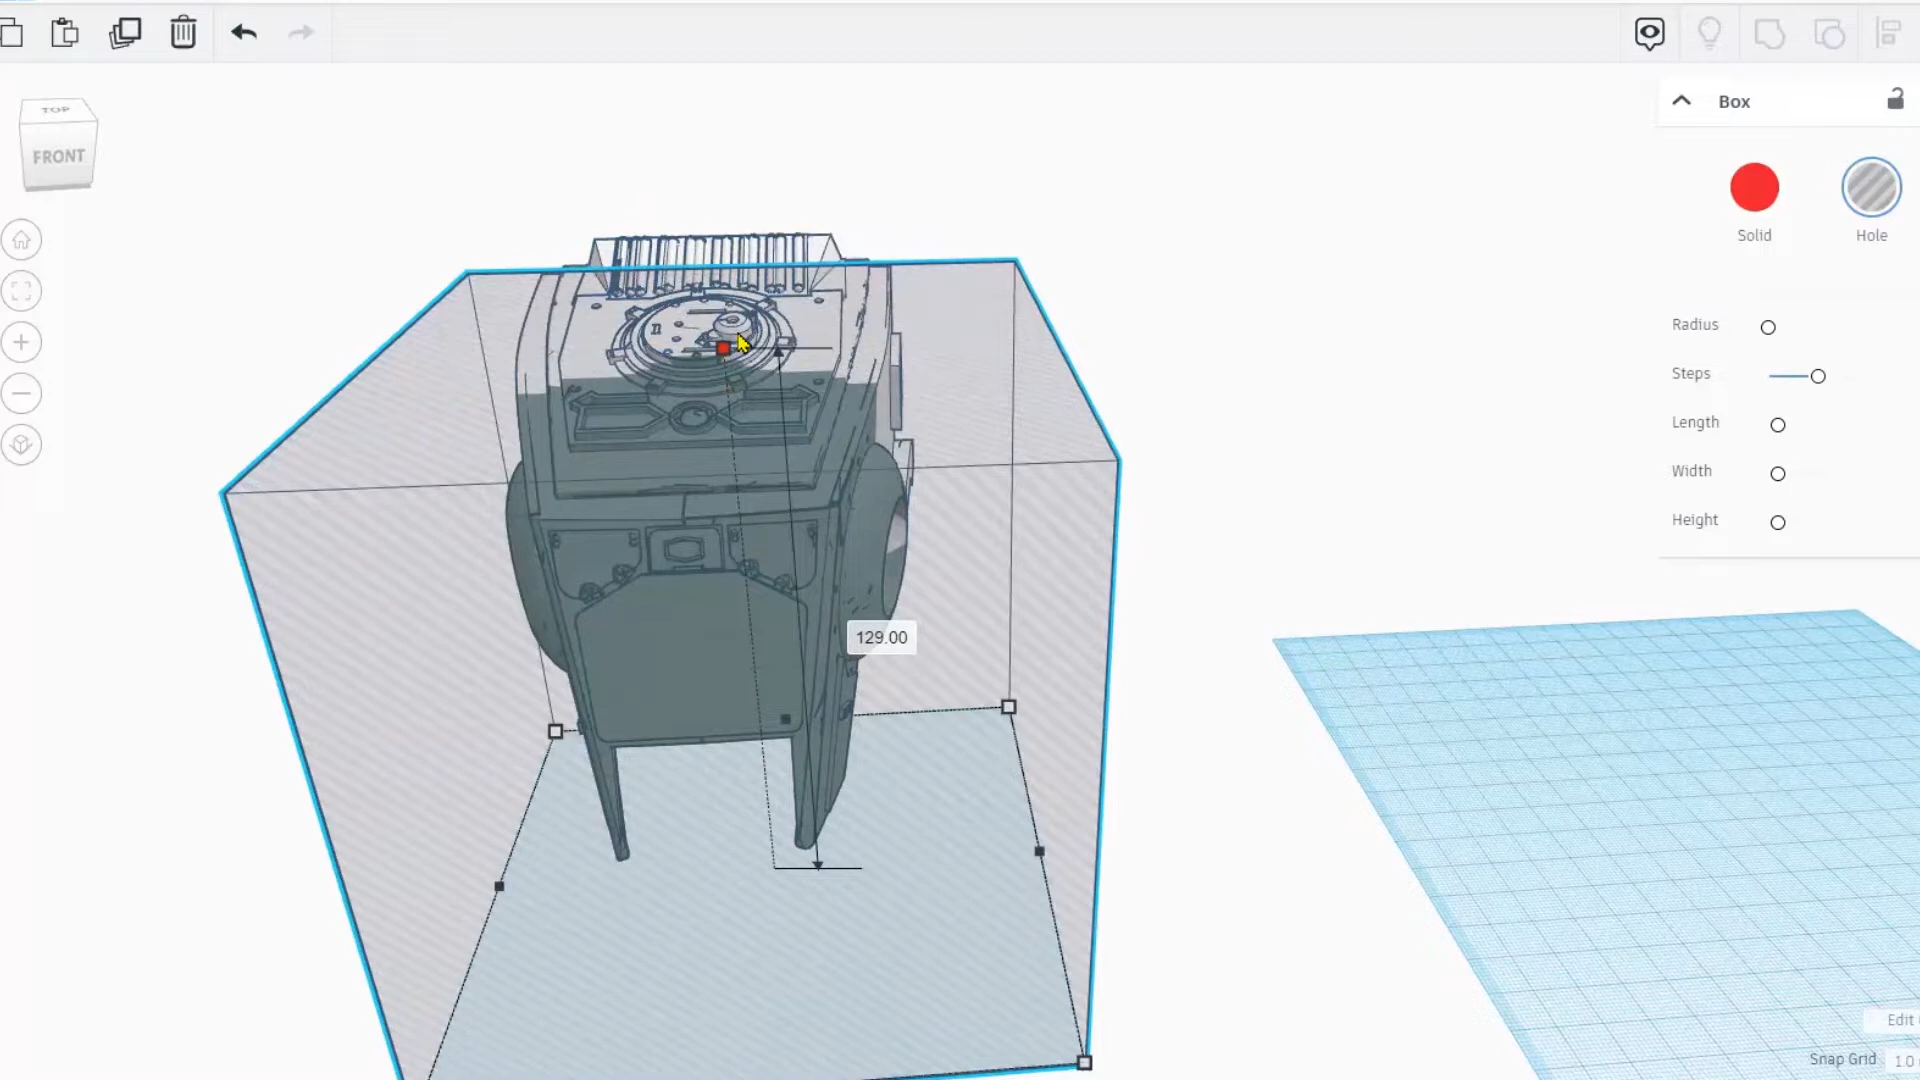 TOP
FRONT
Box
Solid
Hole
Radius
Steps
Length
Width
Height
129.00
Edit
Snap Grid
1.0